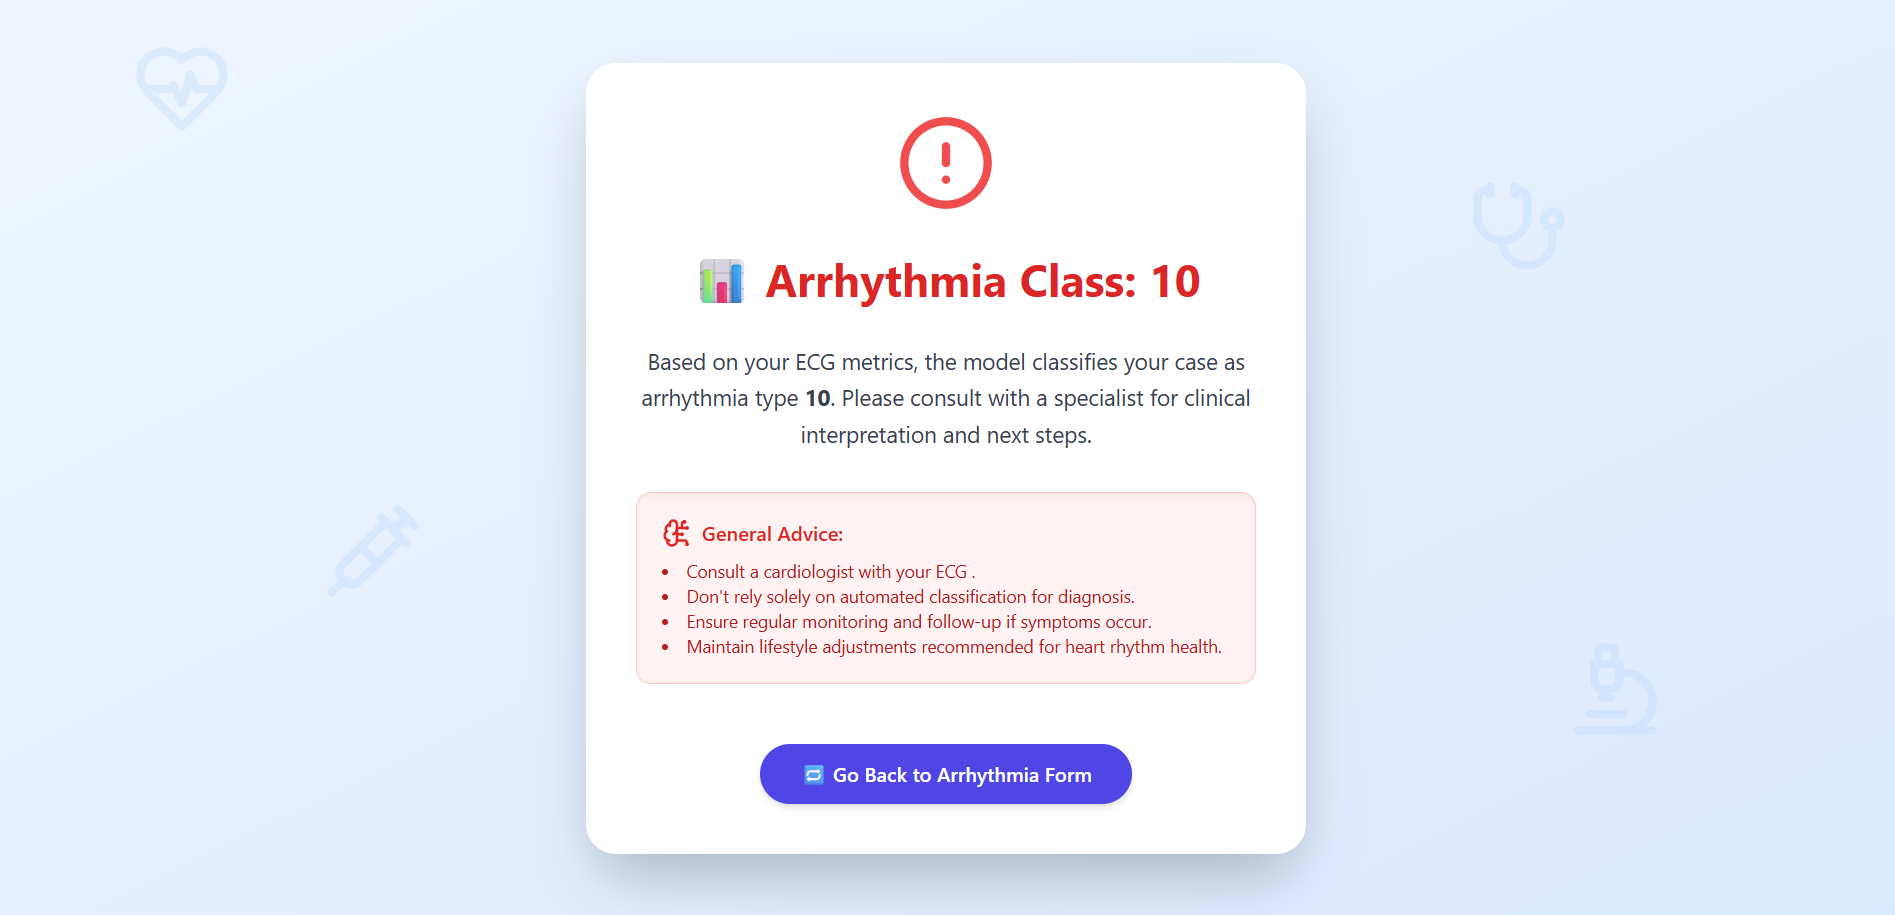 Arrhythmia Class: 10
Based on your ECG metrics, the model classifies your case as
arrhythmia type 10. Please consult with a specialist for clinical
interpretation and next steps.
General Advice:
• Consult a cardiologist with your ECG .
• Don't rely solely on automated classification for diagnosis.
• Ensure regular monitoring and follow-up if symptoms occur.
• Maintain lifestyle adjustments recommended for heart rhythm health.
Go Back to Arrhythmia Form